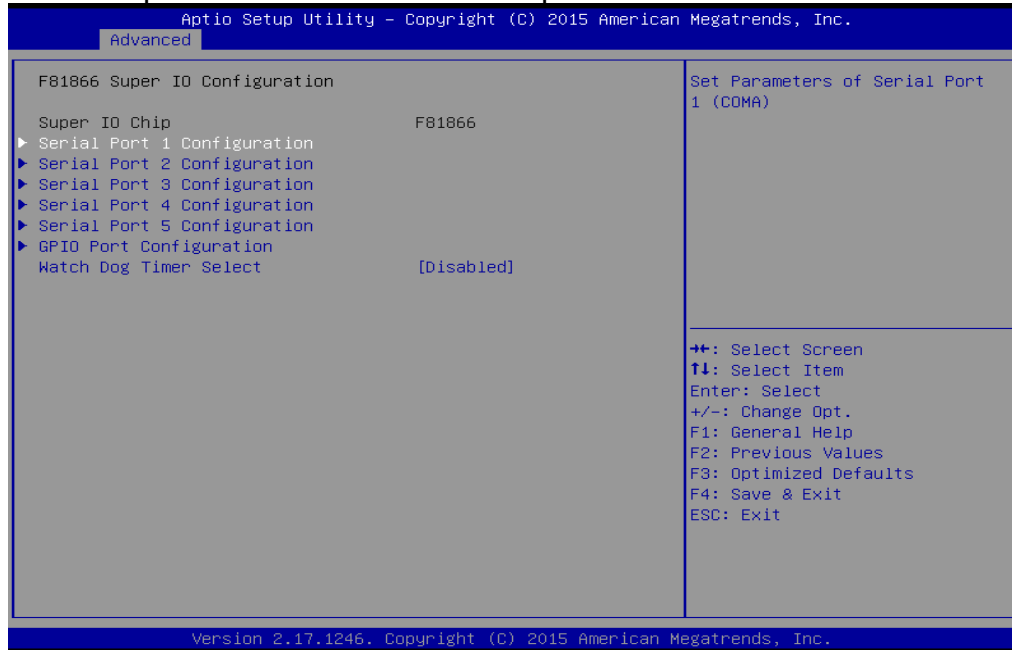 Aptio Setup Utility – Copyright (C) 2015 American Megatrends, Inc.
Advanced
F81866 Super IO Configuration
Super IO Chip F81866
► Serial Port 1 Configuration
► Serial Port 2 Configuration
► Serial Port 3 Configuration
► Serial Port 4 Configuration
► Serial Port 5 Configuration
► GPIO Port Configuration
Watch Dog Timer Select [Disabled]
Set Parameters of Serial Port
1 (COMA)
→←: Select Screen
↑↓: Select Item
Enter: Select
+/-: Change Opt.
F1: General Help
F2: Previous Values
F3: Optimized Defaults
F4: Save & Exit
ESC: Exit
Version 2.17.1246. Copyright (C) 2015 American Megatrends, Inc.